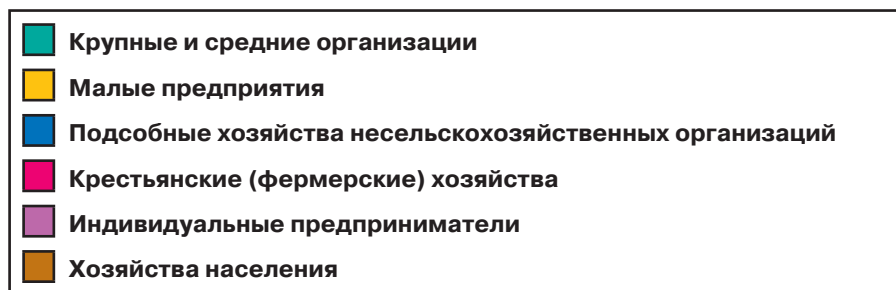 Крупные и средние организации
Малые предприятия
Подсобные хозяйства несельскохозяйственных организаций
Крестьянские (фермерские) хозяйства
Индивидуальные предприниматели
Хозяйства населения